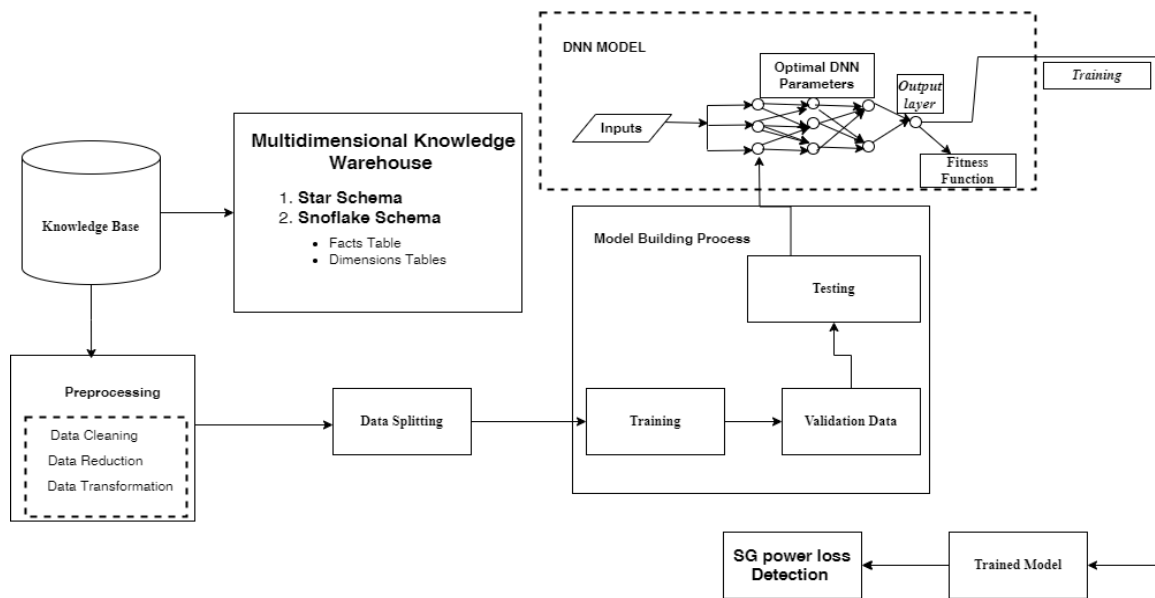 DNN MODEL
Optimal DNN
Parameters
Output
layer
Training
Inputs
Fitness
Function
Multidimensional Knowledge
Warehouse
1. Star Schema
2. Snoflake Schema
• Facts Table
• Dimensions Tables
Knowledge Base
Model Building Process
Testing
Preprocessing
Data Cleaning
Data Reduction
Data Transformation
Data Splitting
Training
Validation Data
SG power loss
Detection
Trained Model